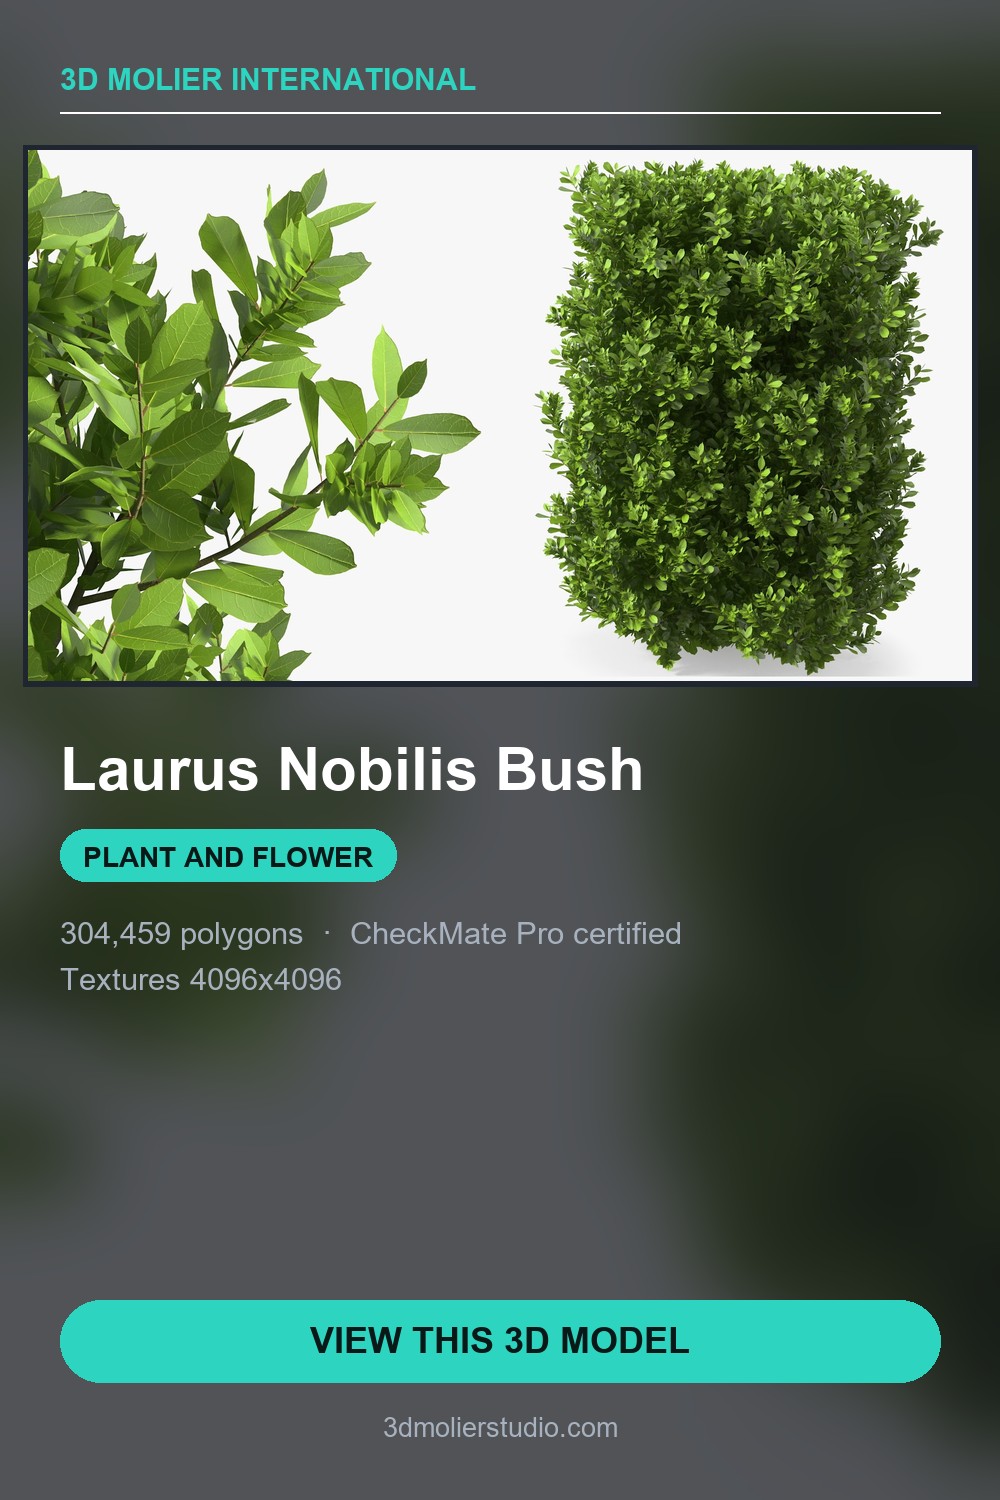 3D MOLIER INTERNATIONAL
Laurus Nobilis Bush
PLANT AND FLOWER
304,459 polygons · CheckMate Pro certified
Textures 4096x4096
VIEW THIS 3D MODEL
3dmolierstudio.com